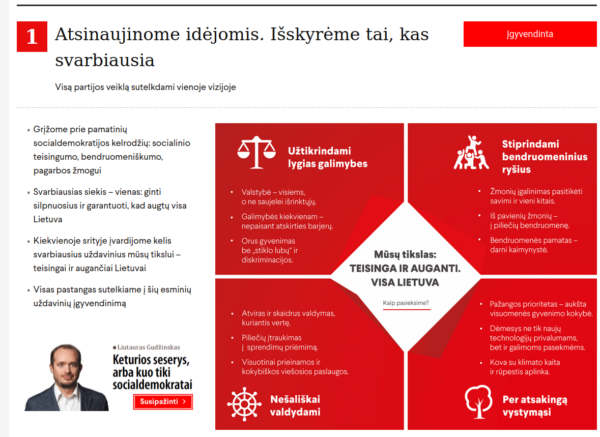 1
Atsinaujinome idėjomis. Išskyrėme tai, kas
svarbiausia
Įgyvendinta
Visą partijos veiklą sutelkdami vienoje vizijoje
• Grįžome prie pamatinių
socialdemokratijos kelrodžių: socialinio
teisingumo, bendruomeniškumo,
pagarbos žmogui
• Svarbiausias siekis – vienas: ginti
silpnuosius ir garantuoti, kad augtų visa
Lietuva
• Kiekvienoje srityje įvardijome kelis
svarbiausius uždavinius mūsų tikslui –
teisingai ir augančiai Lietuvai
• Visas pastangas sutelkiame į šių esminių
uždavinių įgyvendinimą
Liutauras Gudžinskas
Keturios seserys,
arba kuo tiki
socialdemokratai
Susipažinti >
Užtikrindami
lygias galimybes
• Valstybė – visiems,
o ne saujelei išrinktųjų.
• Galimybės kiekvienam –
nepaisant atskirties barjerų.
• Orus gyvenimas
be „stiklo lubų“ ir
diskriminacijos.
Stiprindami
bendruomeninius
ryšius
• Žmonių įgalinimas pasitikėti
savimi ir vieni kitais.
• Iš pavienių žmonių –
į piliečių bendruomenę.
• Bendruomenės pamatas –
darni kaimynystė.
Mūsų tikslas:
TEISINGA IR AUGANTI.
VISA LIETUVA
Kaip pasieksime?
• Atviras ir skaidrus valdymas,
kuriantis vertę.
• Piliečių įtraukimas
į sprendimų priėmimą.
• Visuotinai prieinamos ir
kokybiškos viešosios paslaugos.
Nešališkai
valdydami
• Pažangos prioritetas – aukšta
visuomenės gyvenimo kokybė.
• Dėmesys ne tik naujų
technologijų privalumams,
bet ir galimoms pasekmėms.
• Kova su klimato kaita
ir rūpestis aplinka.
Per atsakingą
vystymąsi